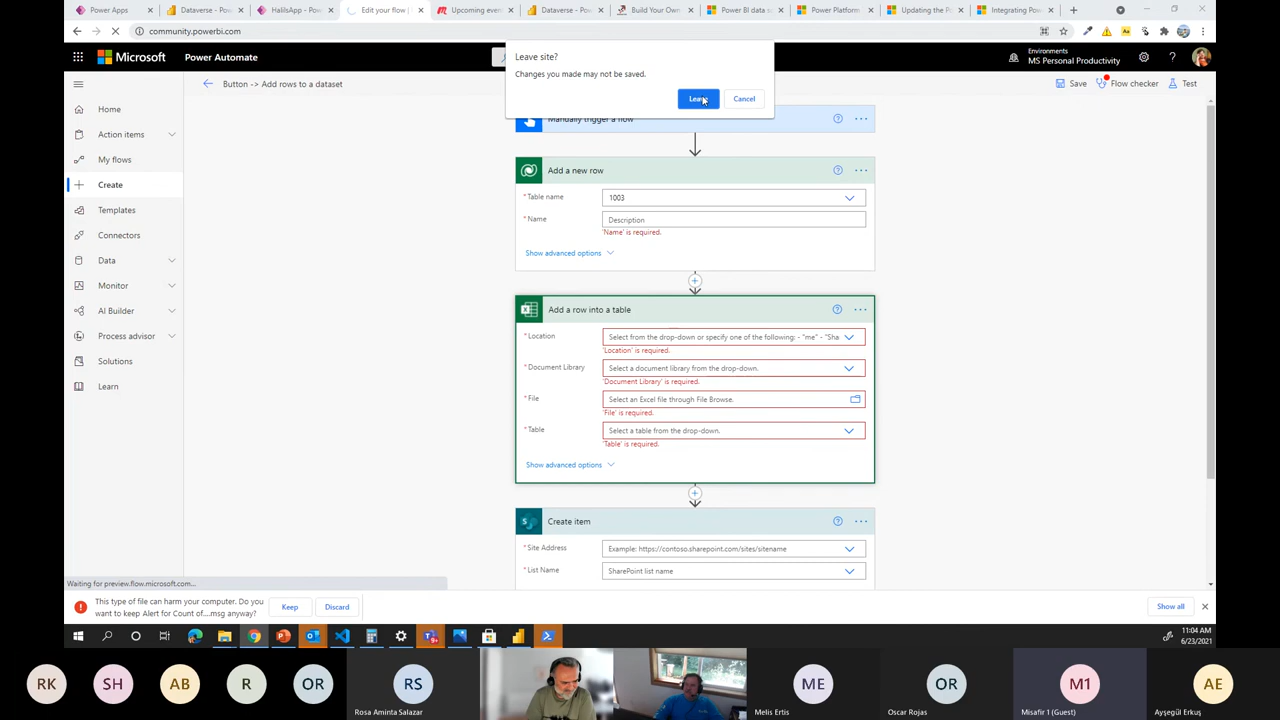 Power Apps
Dataverse - Po
HalilsApp - Po
Edit your flow
Upcoming even
Dataverse - Po
Build Your Own
Power BI data s
Power Platform
Updating the Po
Integrating Pow
community.powerbi.com
Leave site?
Changes you made may not be saved.
Leave
Cancel
Microsoft
Power Automate
Environments
MS Personal Productivity
Button -> Add rows to a dataset
Save
Flow checker
Test
Home
Action items
My flows
Create
Templates
Connectors
Data
Monitor
AI Builder
Process advisor
Solutions
Learn
Manually trigger a flow
Add a new row
* Table name
1003
* Name
Description
'Name' is required.
Show advanced options
Add a row into a table
* Location
Select from the drop-down or specify one of the following: - "me" - "Sha
'Location' is required.
* Document Library
Select a document library from the drop-down.
'Document Library' is required.
* File
Select an Excel file through File Browse.
'File' is required.
* Table
Select a table from the drop-down.
'Table' is required.
Show advanced options
Create item
* Site Address
Example: https://contoso.sharepoint.com/sites/sitename
* List Name
SharePoint list name
Waiting for preview.flow.microsoft.com...
This type of file can harm your computer. Do you
want to keep Alert for Count of....msg anyway?
Keep
Discard
Show all
11:04 AM
6/23/2021
RK
SH
AB
R
OR
RS
Rosa Aminta Salazar
ME
Melis Ertis
OR
Oscar Rojas
M1
Misafir 1 (Guest)
AE
Ayşegül Erkuş